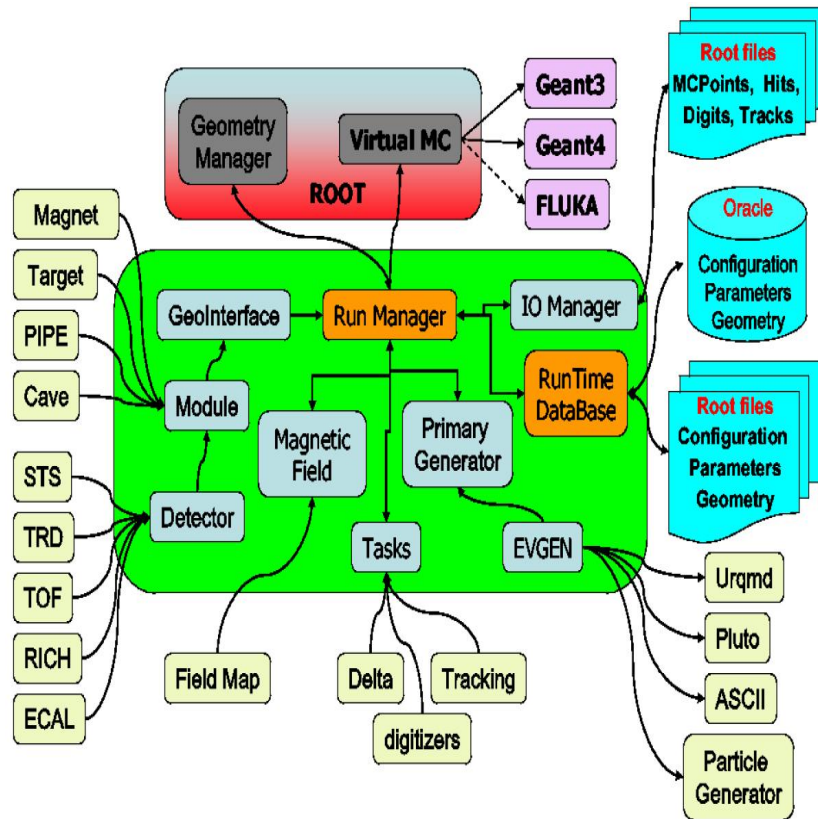 Geometry
Manager
Virtual MC
ROOT
Geant3
Geant4
FLUKA
Root files
MCPoints, Hits,
Digits, Tracks
Oracle
Configuration
Parameters
Geometry
Root files
Configuration
Parameters
Geometry
Magnet
Target
PIPE
Cave
STS
TRD
TOF
RICH
ECAL
GeoInterface
Run Manager
IO Manager
RunTime
DataBase
Module
Magnetic
Field
Primary
Generator
Detector
Tasks
EVGEN
Field Map
Delta
Tracking
digitizers
Urqmd
Pluto
ASCII
Particle
Generator